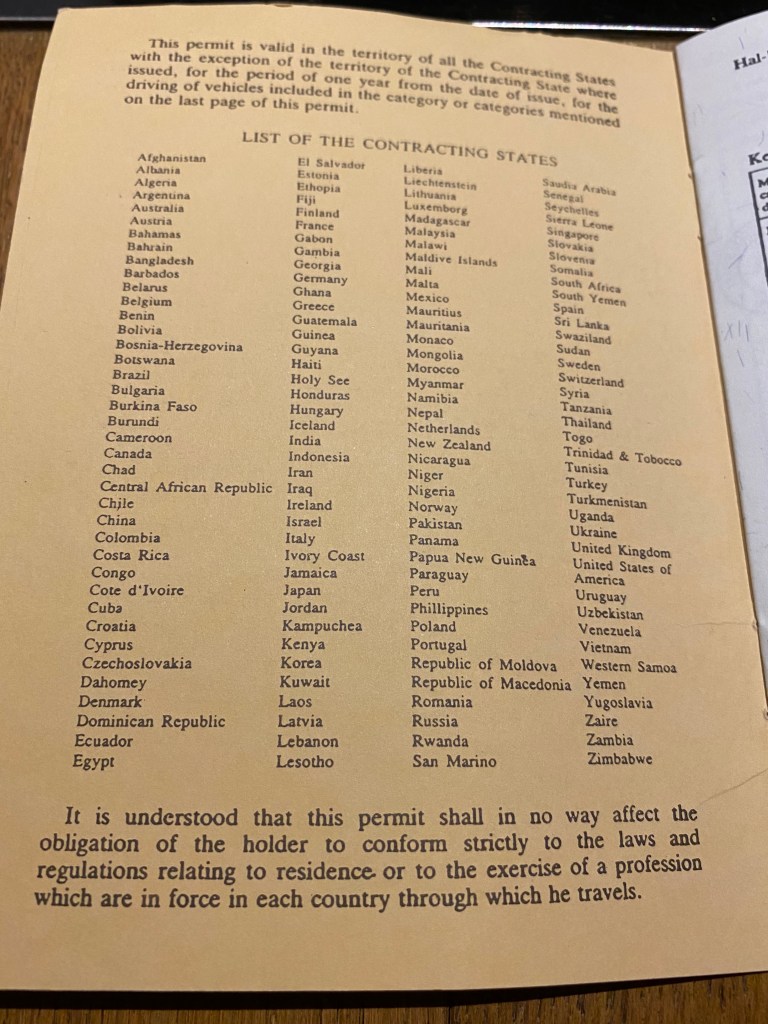 This permit is valid in the territory of all the Contracting States
with the exception of the territory of the Contracting State where
issued, for the period of one year from the date of issue, for the
driving of vehicles included in the category or categories mentioned
on the last page of this permit.
LIST OF THE CONTRACTING STATES
Afghanistan
Albania
Algeria
Argentina
Australia
Austria
Bahamas
Bahrain
Bangladesh
Barbados
Belarus
Belgium
Benin
Bolivia
Bosnia-Herzegovina
Botswana
Brazil
Bulgaria
Burkina Faso
Burundi
Cameroon
Canada
Chad
Central African Republic
Chile
China
Colombia
Costa Rica
Congo
Cote d'Ivoire
Cuba
Croatia
Cyprus
Czechoslovakia
Dahomey
Denmark
Dominican Republic
Ecuador
Egypt
El Salvador
Estonia
Ethopia
Fiji
Finland
France
Gabon
Gambia
Georgia
Germany
Ghana
Greece
Guatemala
Guinea
Guyana
Haiti
Holy See
Honduras
Hungary
Iceland
India
Indonesia
Iran
Iraq
Ireland
Israel
Italy
Ivory Coast
Jamaica
Japan
Jordan
Kampuchea
Kenya
Korea
Kuwait
Laos
Latvia
Lebanon
Lesotho
Liberia
Liechtenstein
Lithuania
Luxemborg
Madagascar
Malaysia
Malawi
Maldive Islands
Mali
Malta
Mexico
Mauritius
Mauritania
Monaco
Mongolia
Morocco
Myanmar
Namibia
Nepal
Netherlands
New Zealand
Nicaragua
Niger
Nigeria
Norway
Pakistan
Panama
Papua New Guinea
Paraguay
Peru
Phillippines
Poland
Portugal
Republic of Moldova
Republic of Macedonia
Romania
Russia
Rwanda
San Marino
Saudia Arabia
Senegal
Seychelles
Sierra Leone
Singapore
Slovakia
Slovenia
Somalia
South Africa
South Yemen
Spain
Sri Lanka
Swaziland
Sudan
Sweden
Switzerland
Syria
Tanzania
Thailand
Togo
Trinidad & Tobocco
Tunisia
Turkey
Turkmenistan
Uganda
Ukraine
United Kingdom
United States of
America
Uruguay
Uzbekistan
Venezuela
Vietnam
Western Samoa
Yemen
Yugoslavia
Zaire
Zambia
Zimbabwe
It is understood that this permit shall in no way affect the
obligation of the holder to conform strictly to the laws and
regulations relating to residence or to the exercise of a profession
which are in force in each country through which he travels.
Hal-